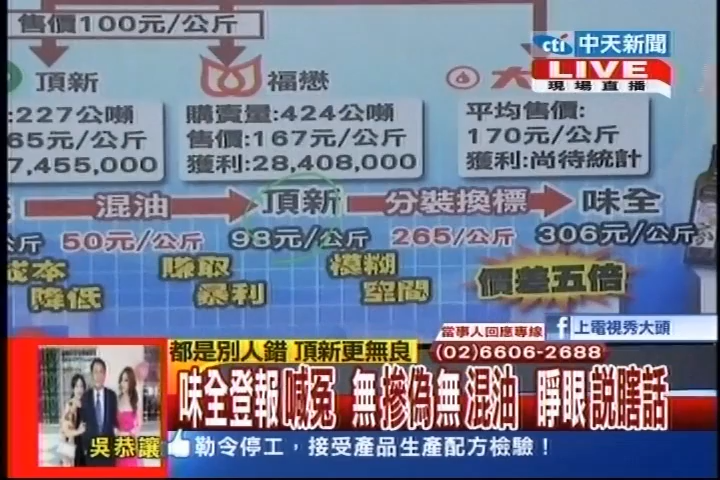 售價100元/公斤
cti 中天新聞
LIVE
現場直播
頂新
:227公噸
65元/公斤
7,455,000
福懋
購賣量:424公噸
售價:167元/公斤
獲利:28,408,000
大
平均售價:
170元/公斤
獲利:尚待統計
混油
頂新
分裝換標
味全
公斤
50元/公斤
98元/公斤
265/公斤
306元/公斤
成本
降低
賺取
暴利
模糊
空間
價差五倍
當事人回應專線
(02)6606-2688
f 上電視秀大頭
都是別人錯 頂新更無良
味全登報喊冤 無摻偽無混油 睜眼說瞎話
吳恭讓
勒令停工，接受產品生產配方檢驗！